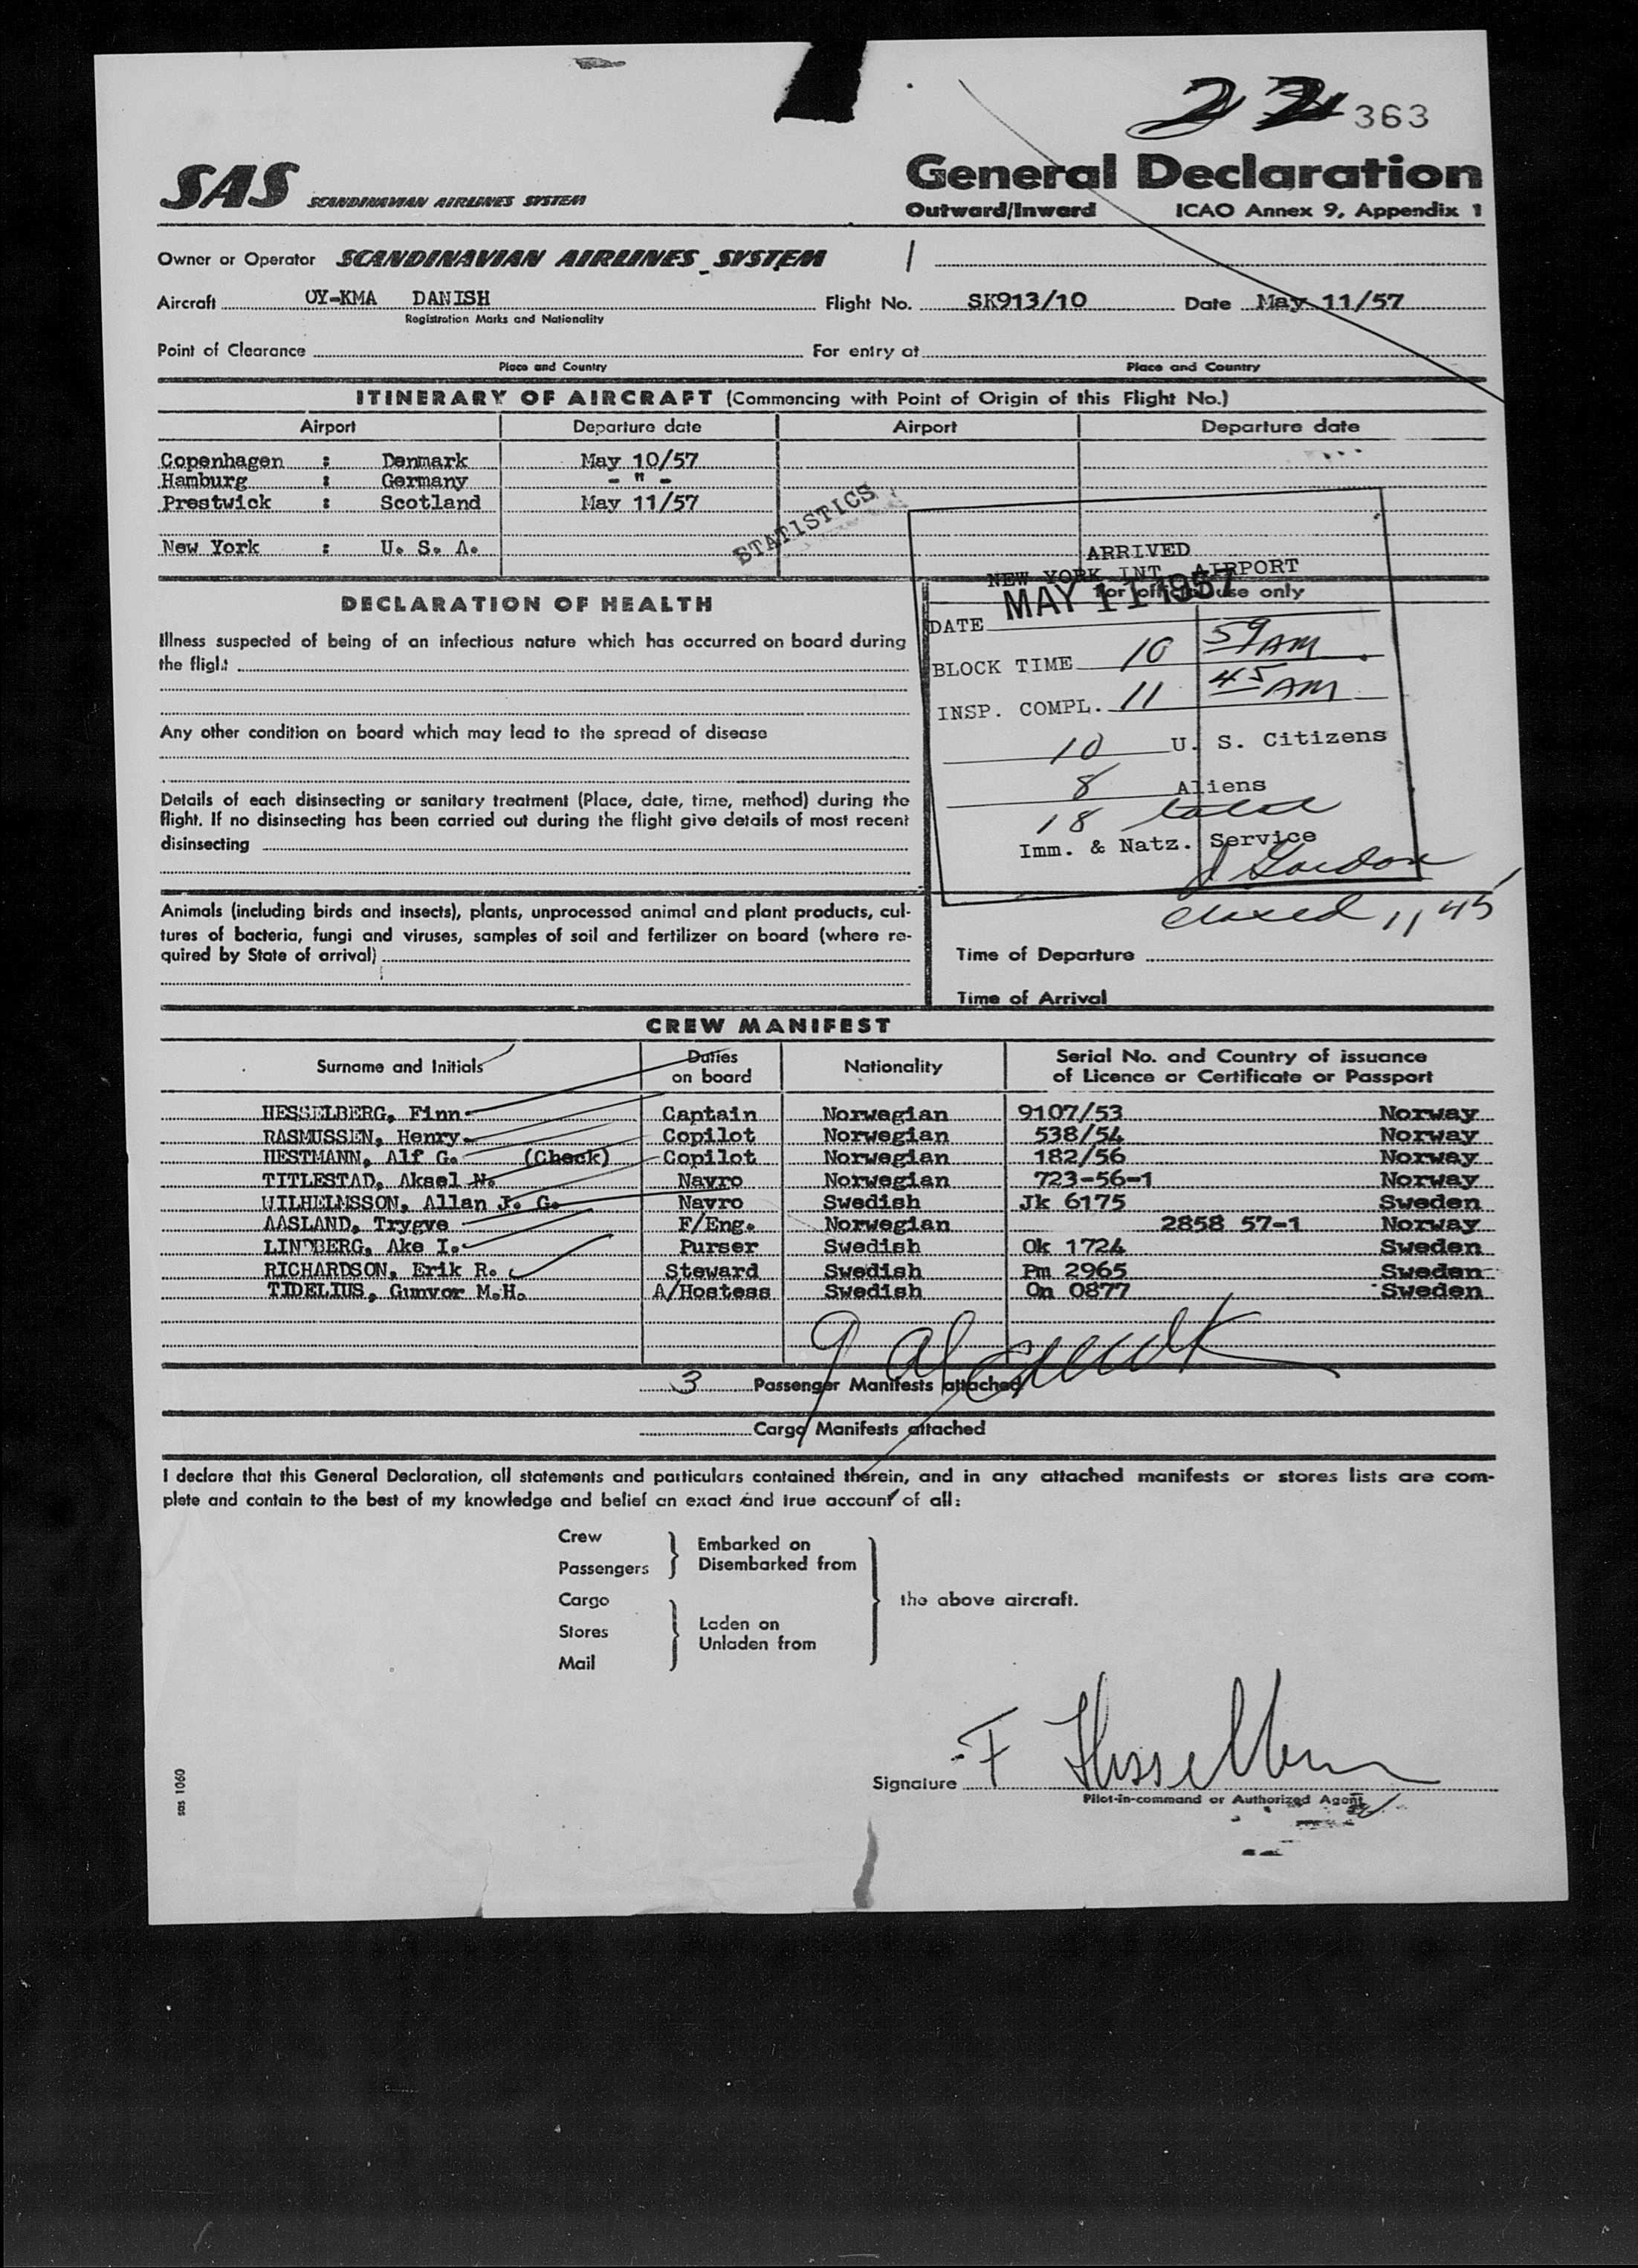 22 363
SAS SCANDINAVIAN AIRLINES SYSTEM
General Declaration
Outward/Inward ICAO Annex 9, Appendix 1
Owner or Operator SCANDINAVIAN AIRLINES SYSTEM
Aircraft OY-KMA DANISH Flight No. SK913/10 Date May 11/57
Registration Marks and Nationality
Point of Clearance For entry at
Place and Country Place and Country
ITINERARY OF AIRCRAFT (Commencing with Point of Origin of this Flight No.)
Airport Departure date Airport Departure date
Copenhagen : Denmark May 10/57
Hamburg : Germany - " -
Prestwick : Scotland May 11/57
New York : U. S. A.
STATISTICS
ARRIVED
NEW YORK INT. AIRPORT
For official use only
DATE MAY 11 1957
BLOCK TIME 10 59 AM
INSP. COMPL. 11 45 AM
10 U. S. Citizens
8 Aliens
18 total
Imm. & Natz. Service
J Gordon
closed 11 45
DECLARATION OF HEALTH
Illness suspected of being of an infectious nature which has occurred on board during
the flight
Any other condition on board which may lead to the spread of disease
Details of each disinsecting or sanitary treatment (Place, date, time, method) during the
flight. If no disinsecting has been carried out during the flight give details of most recent
disinsecting
Animals (including birds and insects), plants, unprocessed animal and plant products, cul-
tures of bacteria, fungi and viruses, samples of soil and fertilizer on board (where re-
quired by State of arrival)
Time of Departure
Time of Arrival
CREW MANIFEST
Surname and Initials Duties on board Nationality Serial No. and Country of issuance of Licence or Certificate or Passport
HESSELBERG, Finn Captain Norwegian 9107/53 Norway
RASMUSSEN, Henry Copilot Norwegian 538/54 Norway
HESTMANN, Alf G. (Check) Copilot Norwegian 182/56 Norway
TITLESTAD, Aksel N. Navro Norwegian 723-56-1 Norway
WILHELMSSON, Allan J. G. Navro Swedish Jk 6175 Sweden
AASLAND, Trygve F/Eng. Norwegian 2858 57-1 Norway
LINDBERG, Ake I. Purser Swedish Ok 1724 Sweden
RICHARDSON, Erik R. Steward Swedish Pm 2965 Sweden
TIDELIUS, Gunvor M.H. A/Hostess Swedish On 0877 Sweden
3 Passenger Manifests attached
Cargo Manifests attached
I declare that this General Declaration, all statements and particulars contained therein, and in any attached manifests or stores lists are com-
plete and contain to the best of my knowledge and belief an exact and true account of all:
Crew
Passengers
Embarked on
Disembarked from
Cargo
Stores
Mail
Laden on
Unladen from
the above aircraft.
Signature F Hesselberg
Pilot-in-command or Authorized Agent
sas 1060